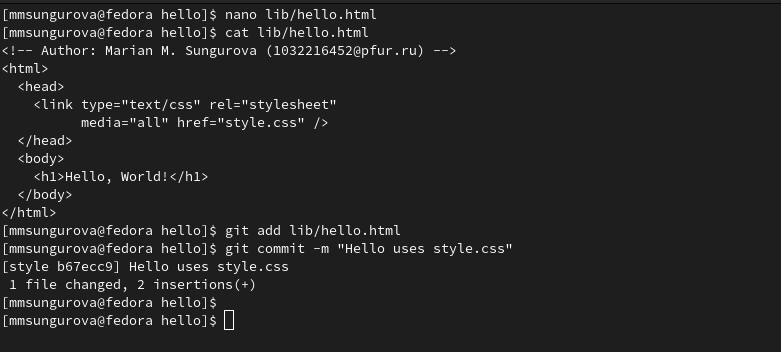 [mmsungurova@fedora hello]$ nano lib/hello.html
[mmsungurova@fedora hello]$ cat lib/hello.html
<!-- Author: Marian M. Sungurova (1032216452@pfur.ru) -->
<html>
  <head>
    <link type="text/css" rel="stylesheet"
          media="all" href="style.css" />
  </head>
  <body>
    <h1>Hello, World!</h1>
  </body>
</html>
[mmsungurova@fedora hello]$ git add lib/hello.html
[mmsungurova@fedora hello]$ git commit -m "Hello uses style.css"
[style b67ecc9] Hello uses style.css
 1 file changed, 2 insertions(+)
[mmsungurova@fedora hello]$
[mmsungurova@fedora hello]$